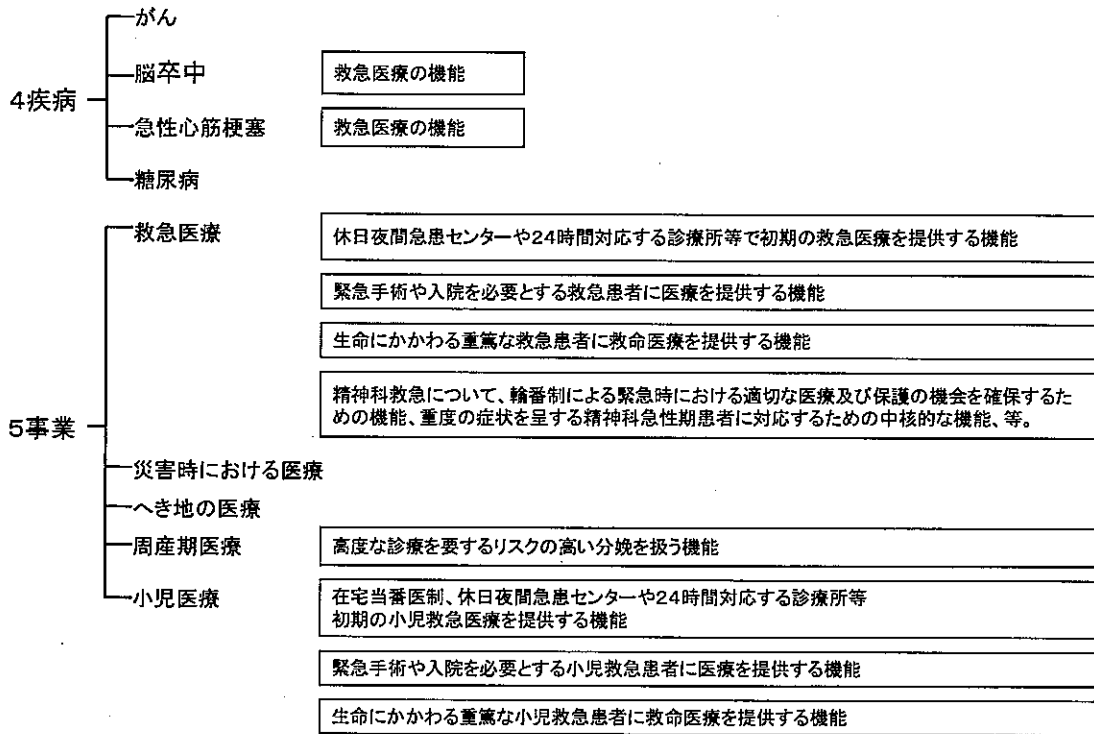 4疾病
がん
脳卒中
救急医療の機能
急性心筋梗塞
救急医療の機能
糖尿病
5事業
救急医療
休日夜間急患センターや24時間対応する診療所等で初期の救急医療を提供する機能
緊急手術や入院を必要とする救急患者に医療を提供する機能
生命にかかわる重篤な救急患者に救命医療を提供する機能
精神科救急について、輪番制による緊急時における適切な医療及び保護の機会を確保するた
めの機能、重度の症状を呈する精神科急性期患者に対応するための中核的な機能、等。
災害時における医療
へき地の医療
周産期医療
高度な診療を要するリスクの高い分娩を扱う機能
小児医療
在宅当番医制、休日夜間急患センターや24時間対応する診療所等
初期の小児救急医療を提供する機能
緊急手術や入院を必要とする小児救急患者に医療を提供する機能
生命にかかわる重篤な小児救急患者に救命医療を提供する機能